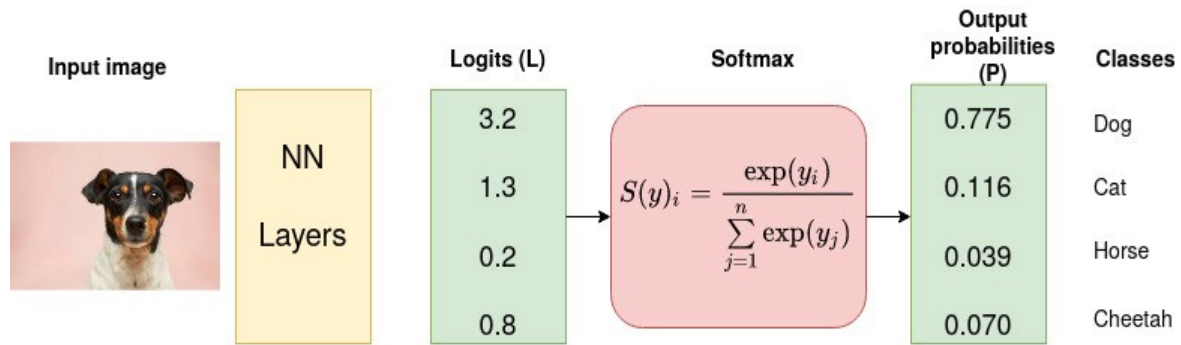 Input image
NN
Layers
Logits (L)
3.2
1.3
0.2
0.8
Softmax
S(y)_i = exp(y_i) / ∑_{j=1}^{n} exp(y_j)
Output
probabilities
(P)
0.775
0.116
0.039
0.070
Classes
Dog
Cat
Horse
Cheetah